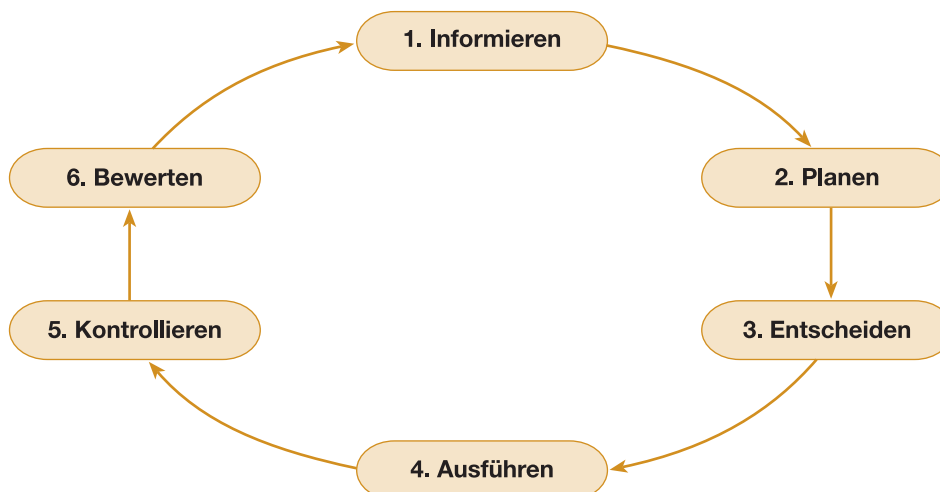 1. Informieren
2. Planen
3. Entscheiden
4. Ausführen
5. Kontrollieren
6. Bewerten